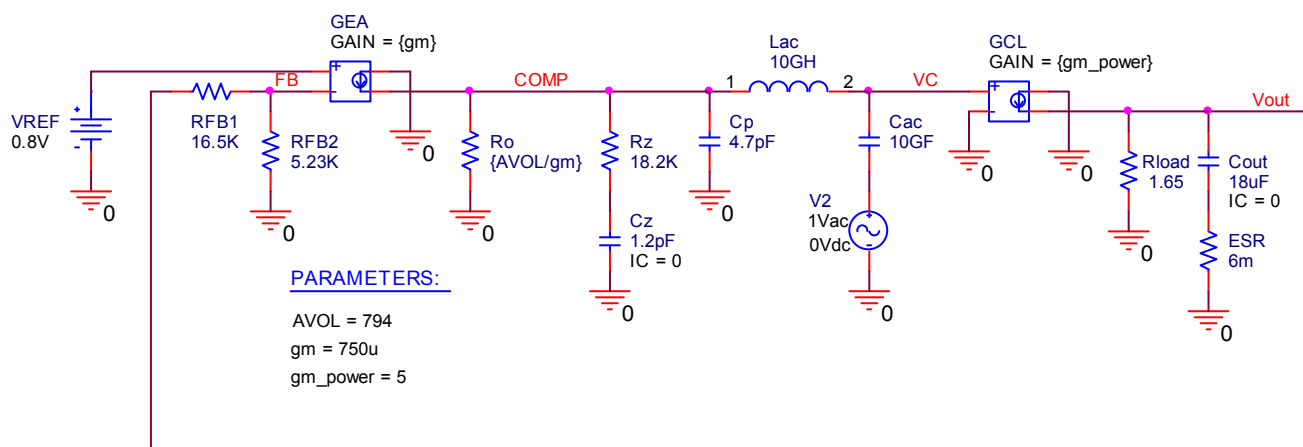 GEA
GAIN = {gm}
Lac
10GH
GCL
GAIN = {gm_power}
FB
COMP
1
2
VC
Vout
VREF
0.8V
RFB1
16.5K
RFB2
5.23K
0
Ro
{AVOL/gm}
Rz
18.2K
Cp
4.7pF
Cac
10GF
0
0
Rload
1.65
Cout
18uF
IC = 0
0
0
0
0
Cz
1.2pF
IC = 0
V2
1Vac
0Vdc
0
ESR
6m
PARAMETERS:
0
0
0
AVOL = 794
gm = 750u
gm_power = 5